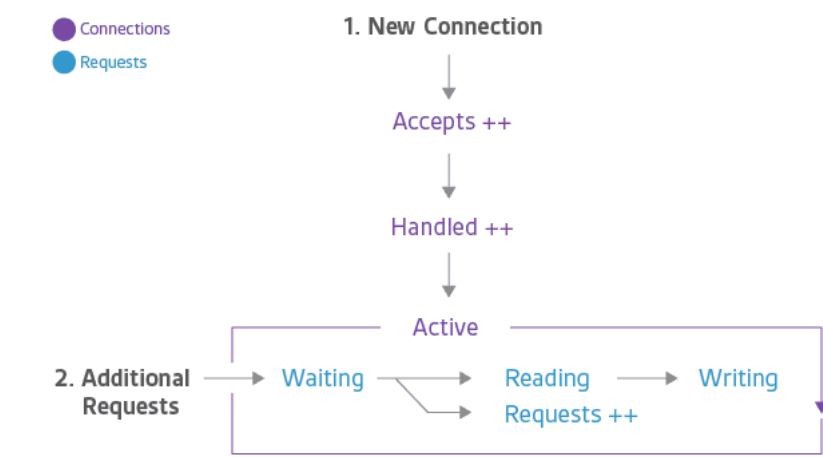 Connections
Requests
1. New Connection
Accepts ++
Handled ++
Active
2. Additional
Requests
Waiting
Reading
Writing
Requests ++